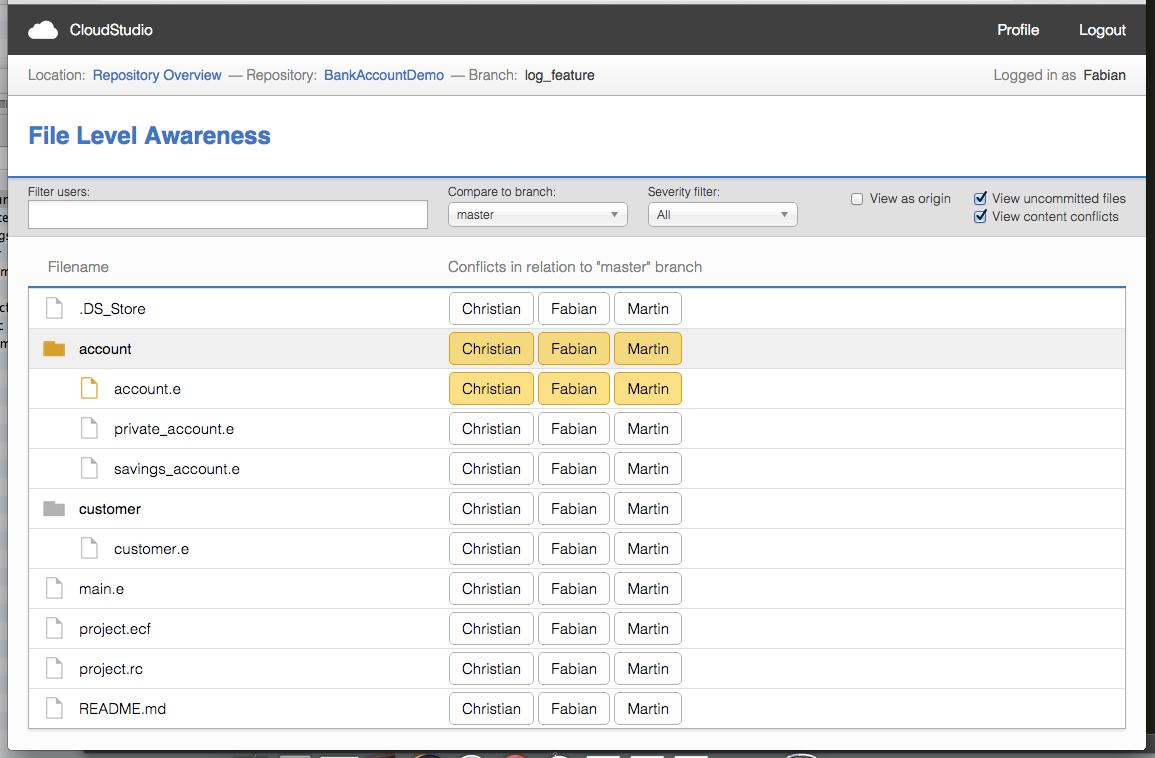 CloudStudio Profile Logout
Location: Repository Overview — Repository: BankAccountDemo — Branch: log_feature Logged in as Fabian
File Level Awareness
Filter users: Compare to branch: Severity filter:
master All View as origin View uncommitted files
View content conflicts
Filename Conflicts in relation to "master" branch
.DS_Store Christian Fabian Martin
account Christian Fabian Martin
account.e Christian Fabian Martin
private_account.e Christian Fabian Martin
savings_account.e Christian Fabian Martin
customer Christian Fabian Martin
customer.e Christian Fabian Martin
main.e Christian Fabian Martin
project.ecf Christian Fabian Martin
project.rc Christian Fabian Martin
README.md Christian Fabian Martin